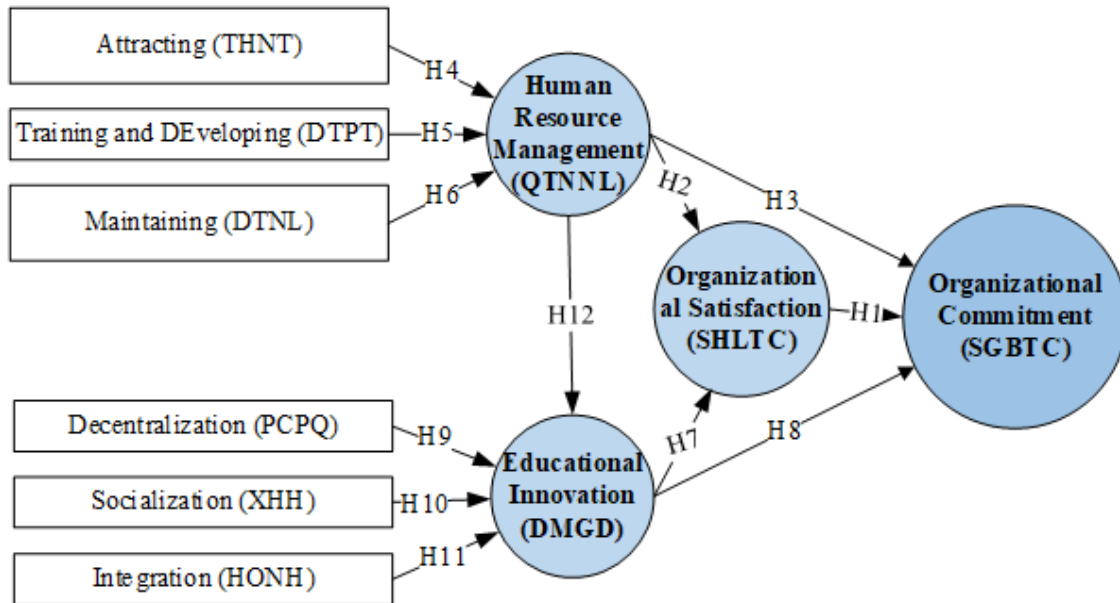 Attracting (THNT)
H4
Training and DEveloping (DTPT)
H5
Maintaining (DTNL)
H6
Human
Resource
Management
(QTNNL)
H2
H3
H12
Organization
al Satisfaction
(SHLTC)
H1
Organizational
Commitment
(SGBTC)
Decentralization (PCPQ)
H9
Socialization (XHH)
H10
Integration (HONH)
H11
Educational
Innovation
(DMGD)
H7
H8